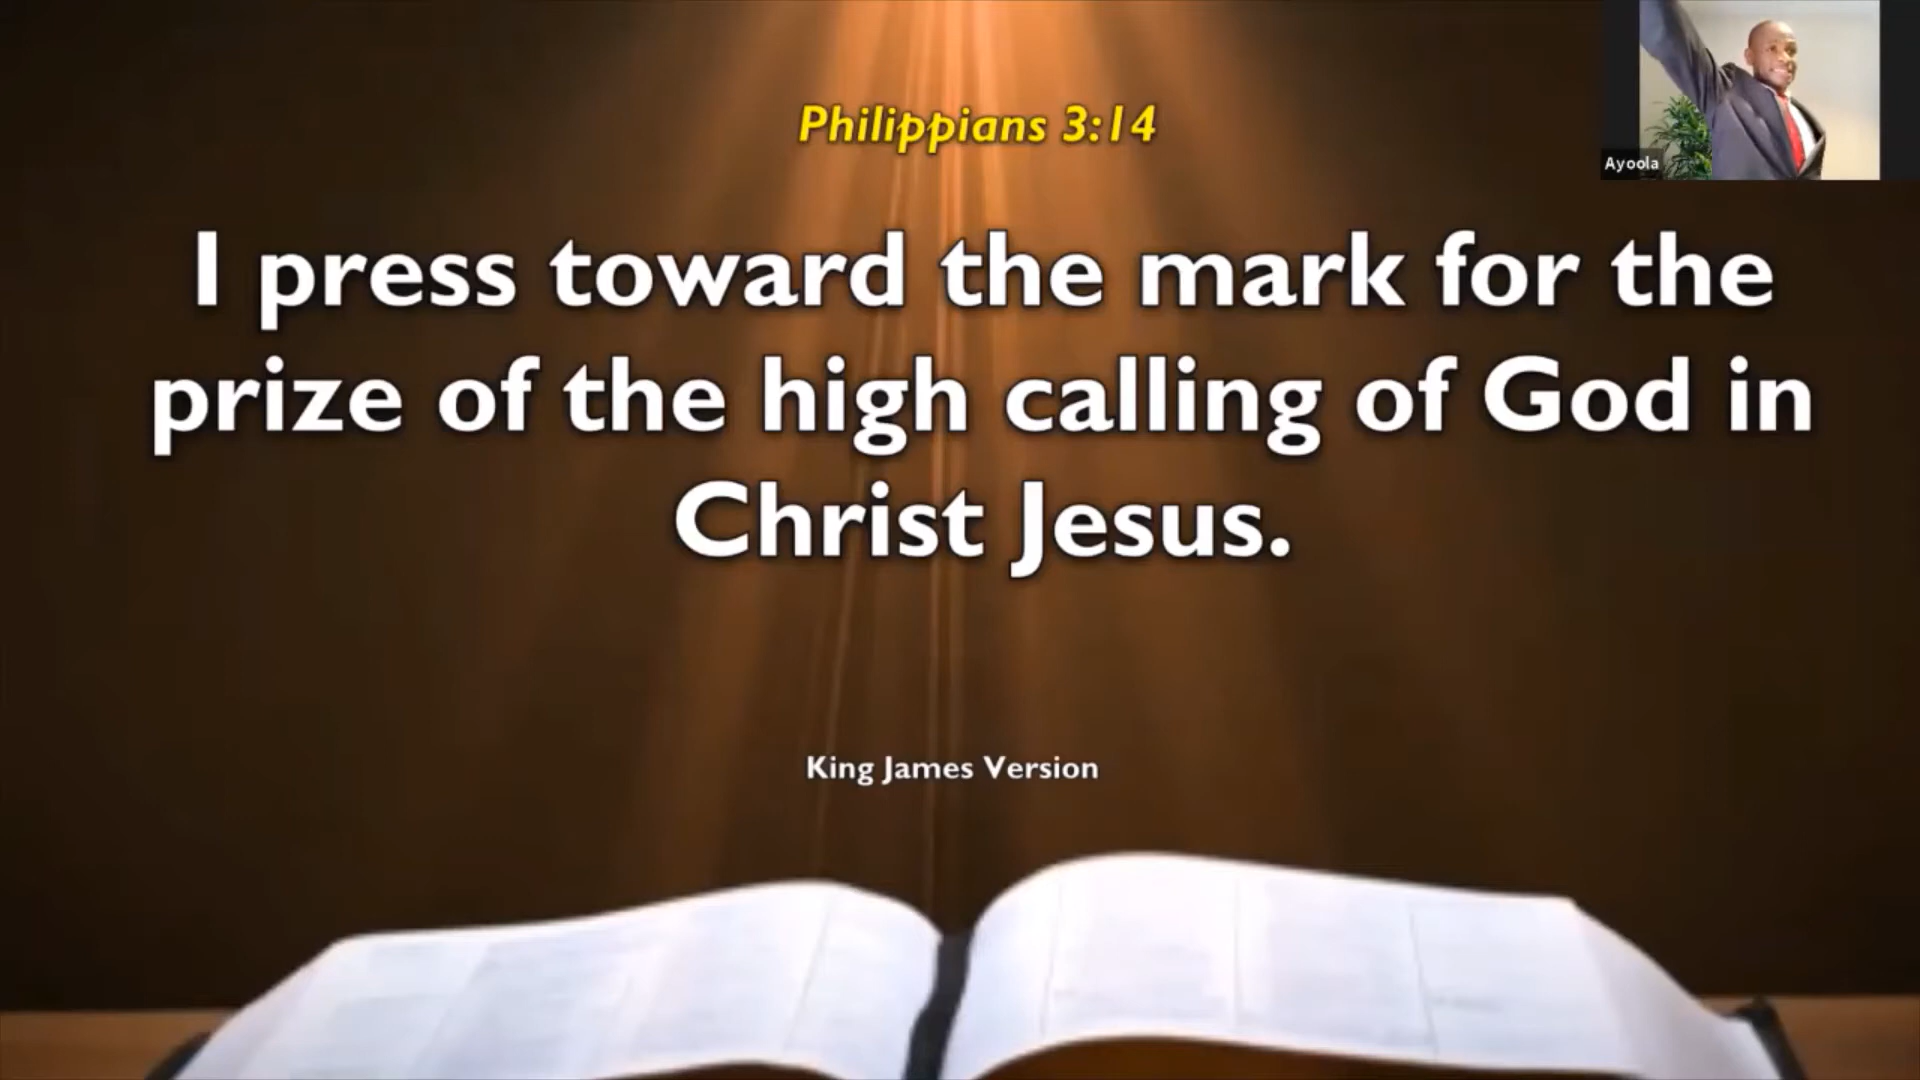 Philippians 3:14
Ayoola
I press toward the mark for the
prize of the high calling of God in
Christ Jesus.
King James Version